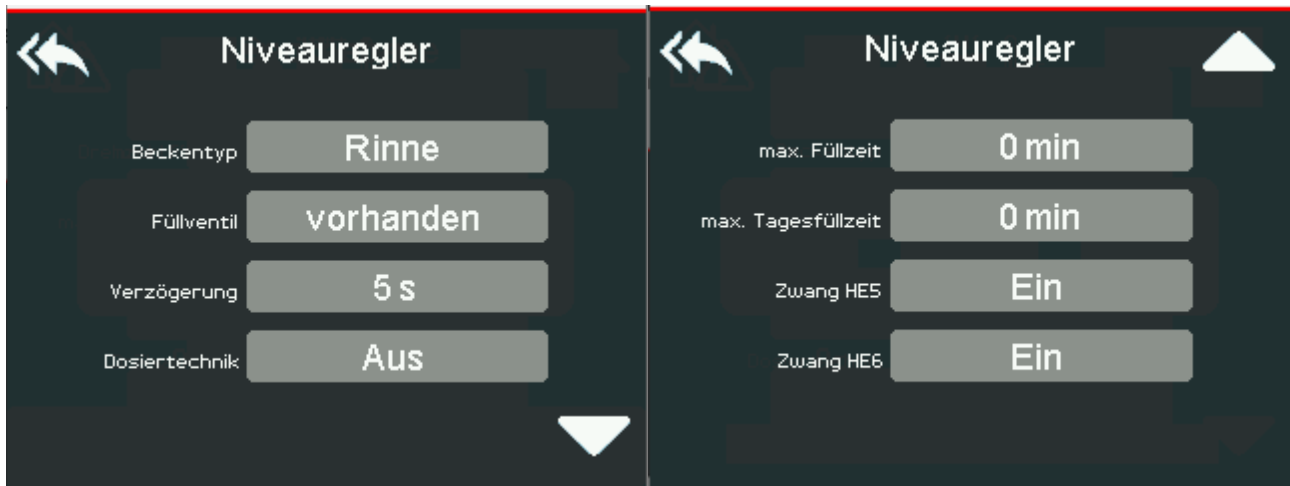 Niveauregler
Beckentyp Rinne
Füllventil vorhanden
Verzögerung 5 s
Dosiertechnik Aus
Niveauregler
max. Füllzeit 0 min
max. Tagesfüllzeit 0 min
Zwang HE5 Ein
Zwang HE6 Ein